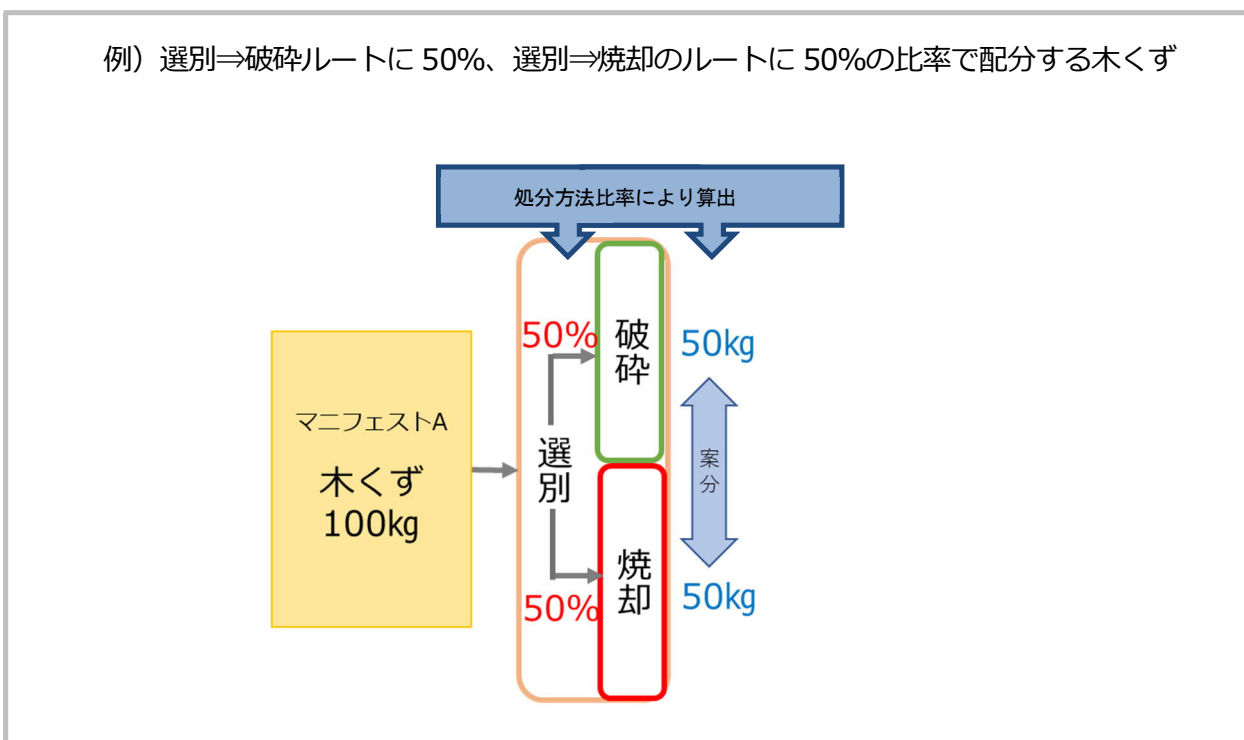 例）選別⇒破砕ルートに 50%、選別⇒焼却のルートに 50%の比率で配分する木くず
処分方法比率により算出
マニフェストA
木くず
100kg
選別
50%
破砕
50kg
案分
50%
焼却
50kg